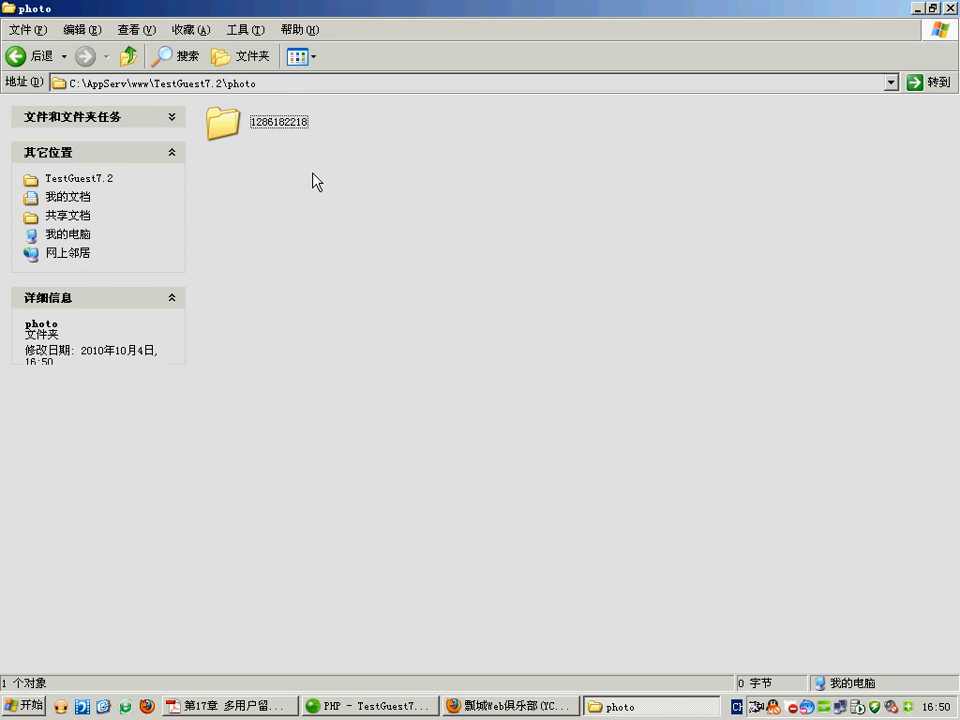 photo
文件(F) 编辑(E) 查看(V) 收藏(A) 工具(T) 帮助(H)
后退 搜索 文件夹
地址(D) C:\AppServ\www\TestGuest7.2\photo 转到
文件和文件夹任务
1286182218
其它位置
TestGuest7.2
我的文档
共享文档
我的电脑
网上邻居
详细信息
photo
文件夹
修改日期: 2010年10月4日,
16:50
1 个对象 0 字节 我的电脑
开始 第17章 多用户留... PHP - TestGuest7... 瓢城Web俱乐部(YC... photo CH 16:50